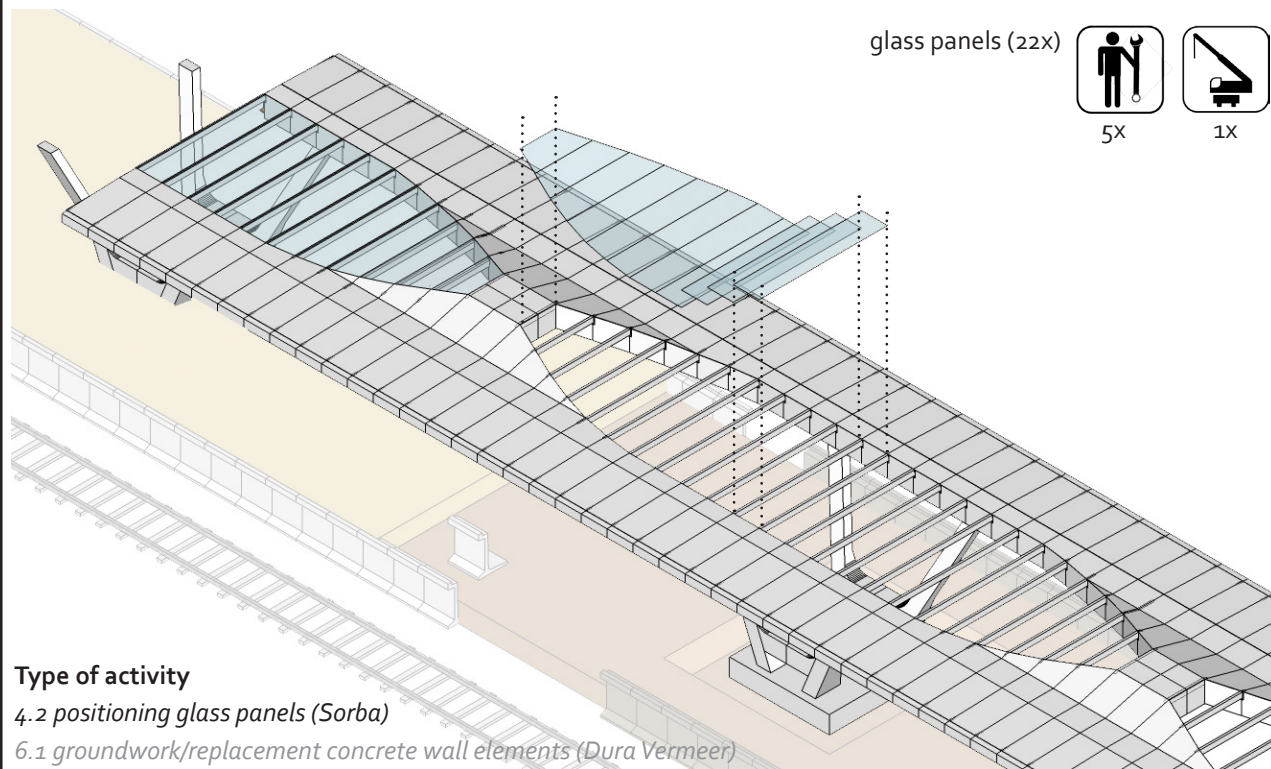 glass panels (22x)
5x
1x
Type of activity
4.2 positioning glass panels (Sorba)
6.1 groundwork/replacement concrete wall elements (Dura Vermeer)